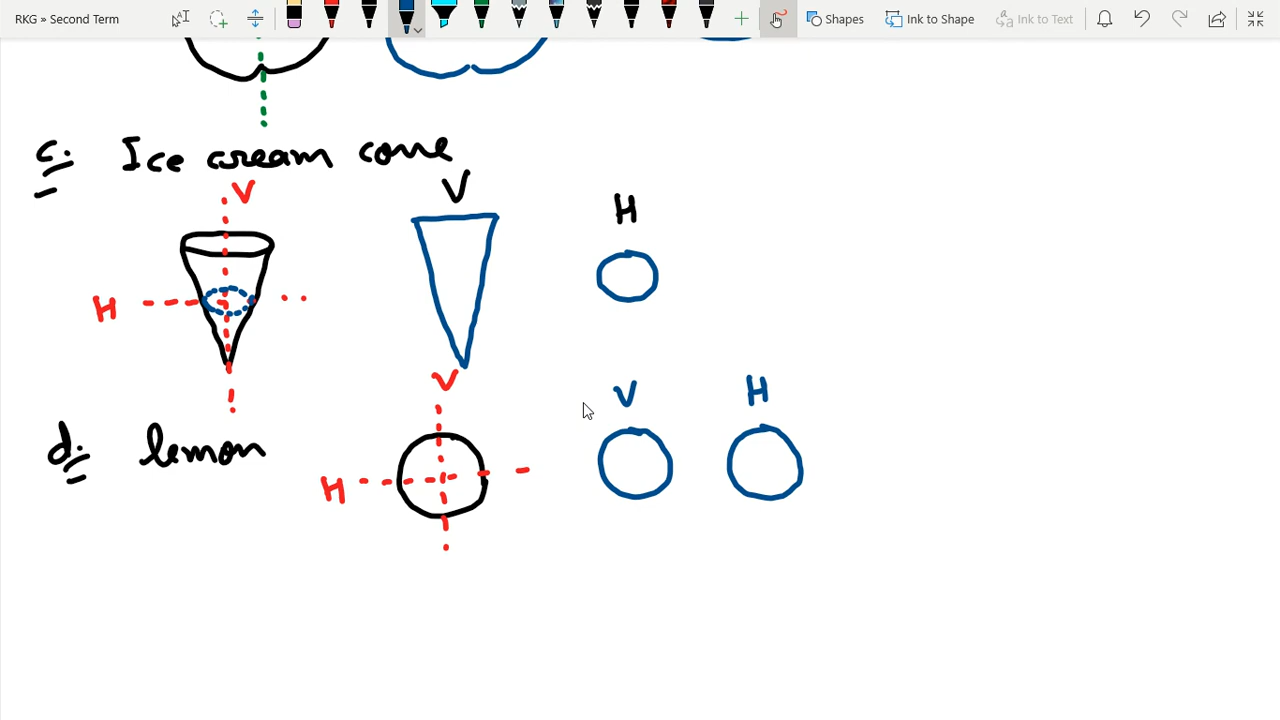 RKG » Second Term
Shapes
Ink to Shape
Ink to Text
c. Ice cream cone
V
V
H
H
V
V
H
d. lemon
H